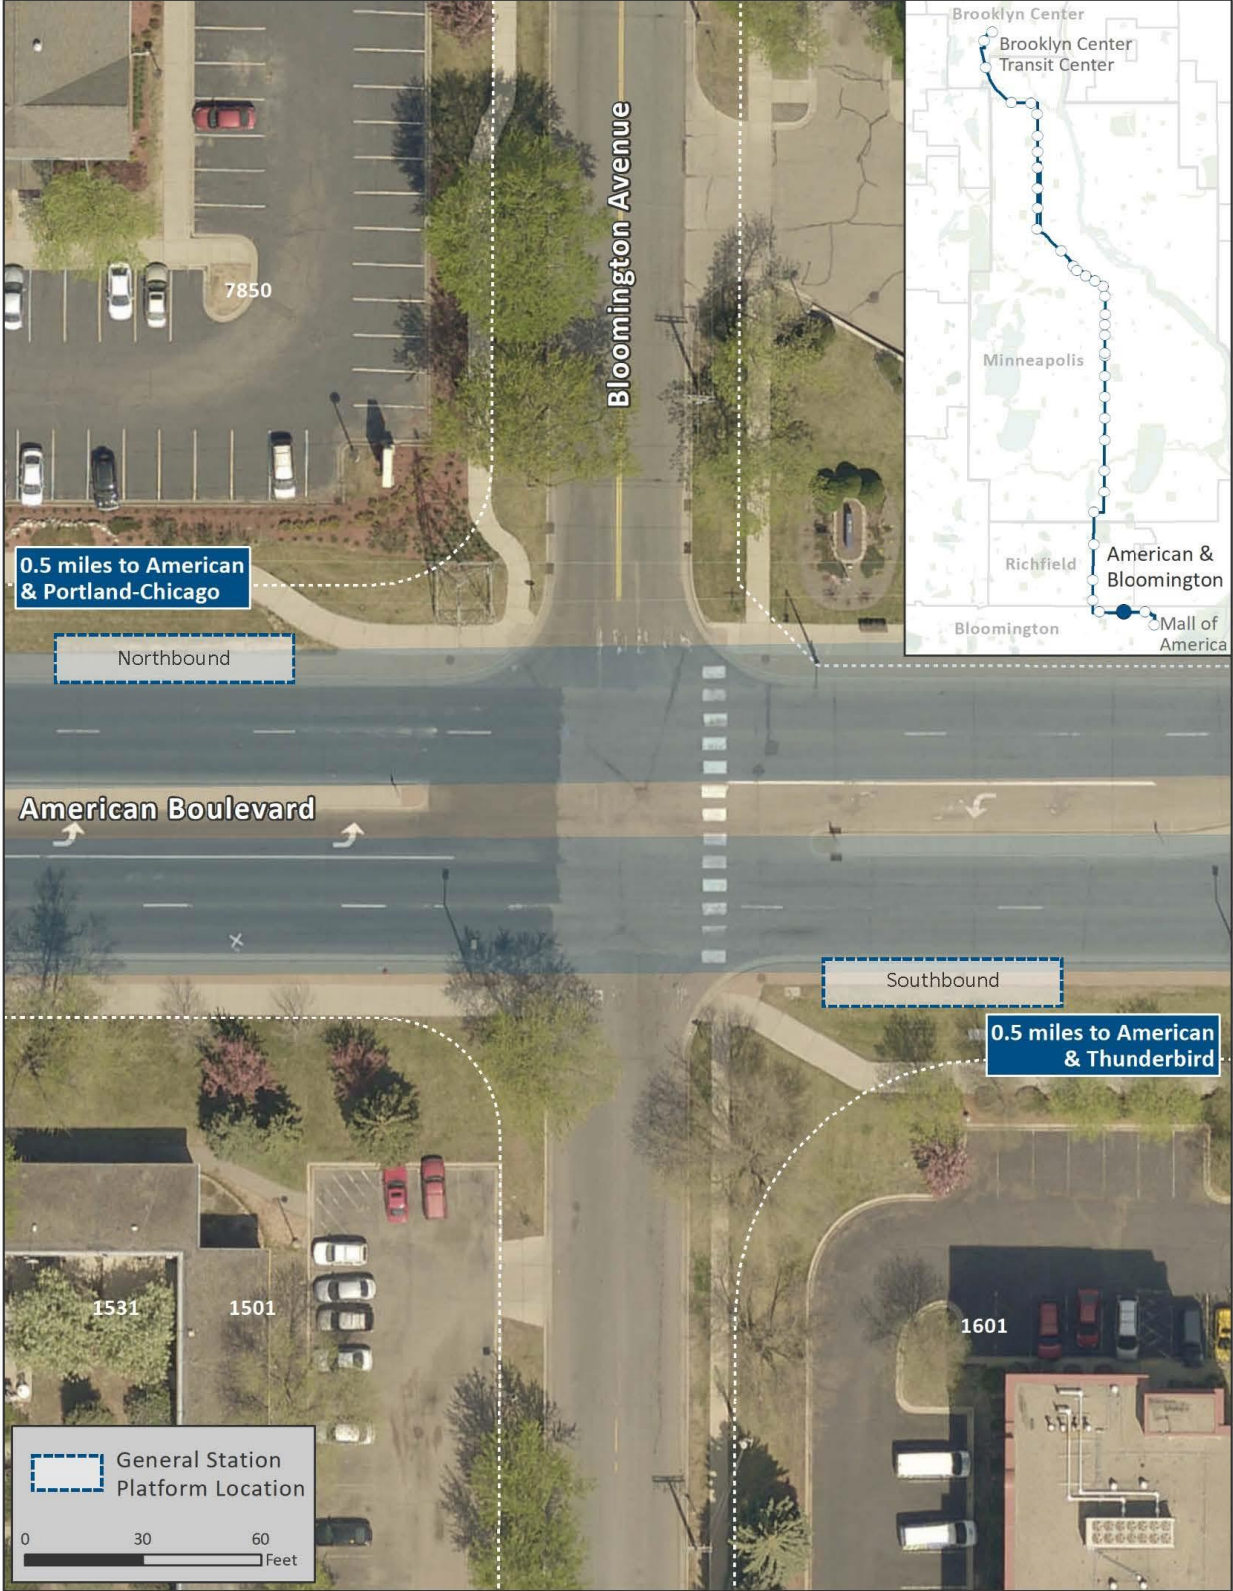 Brooklyn Center
Brooklyn Center
Transit Center
Minneapolis
Richfield
American &
Bloomington
Bloomington
Mall of
America
Bloomington Avenue
7850
0.5 miles to American
& Portland-Chicago
Northbound
American Boulevard
Southbound
0.5 miles to American
& Thunderbird
1531
1501
1601
General Station
Platform Location
0
30
60
Feet